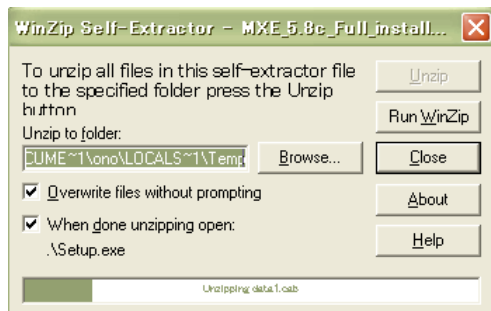 WinZip Self-Extractor - MXE_5.8c_Full_install...
To unzip all files in this self-extractor file
to the specified folder press the Unzip
button
Unzip to folder:
CUME~1\ono\LOCALS~1\Temp
Browse...
Overwrite files without prompting
When done unzipping open:
.\Setup.exe
Unzip
Run WinZip
Close
About
Help
Unzipping data1.cab